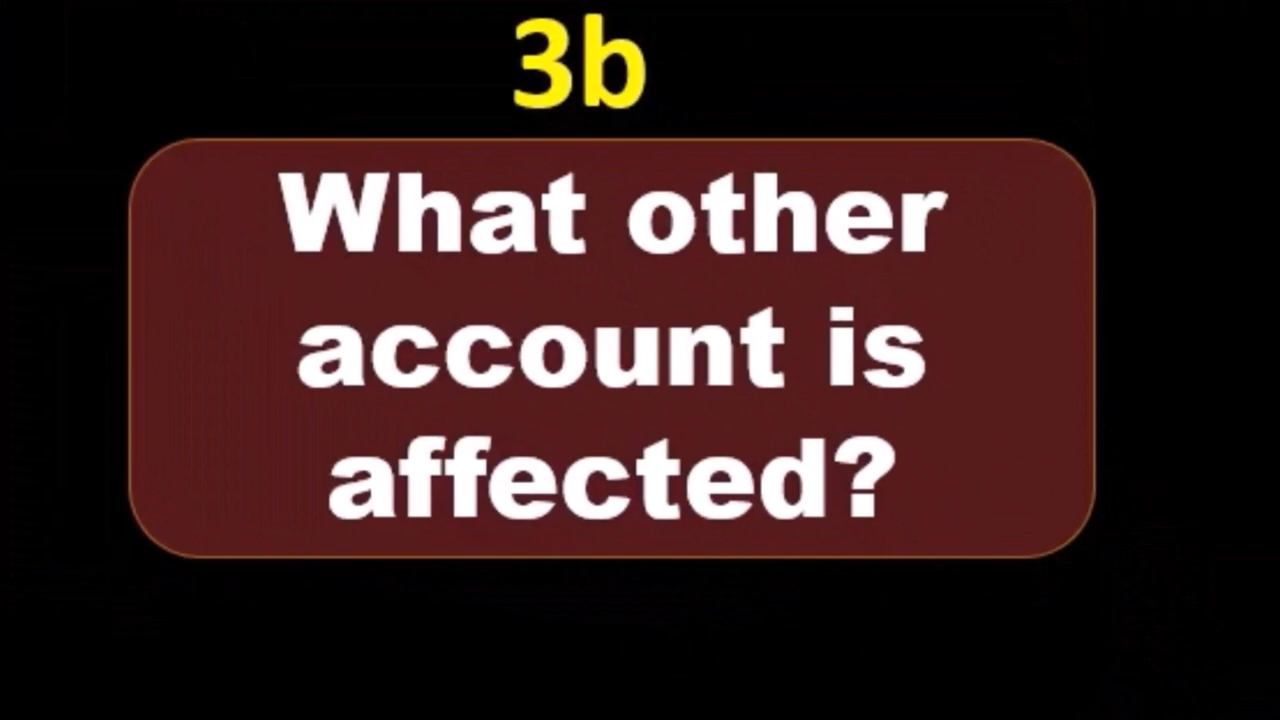 3b
What other
account is
affected?